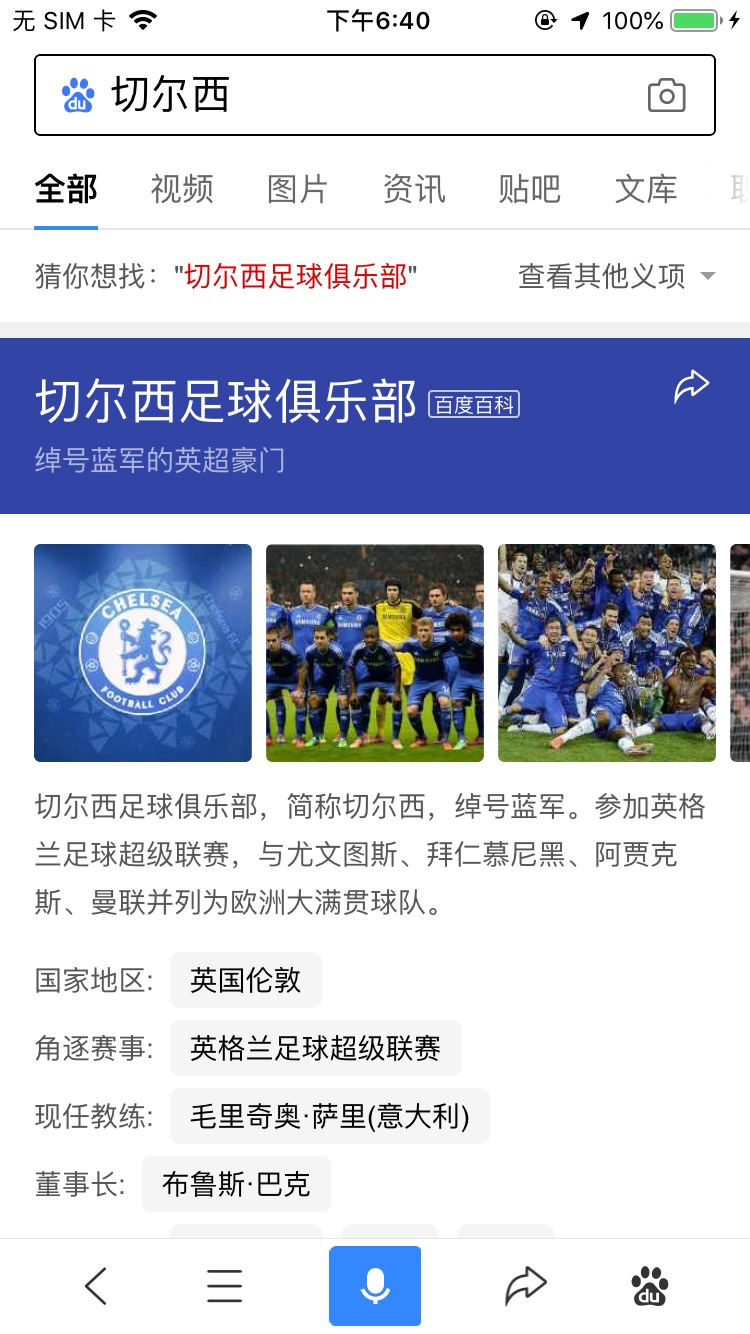 无 SIM 卡
下午6:40
100%
du 切尔西
全部 视频 图片 资讯 贴吧 文库
猜你想找："切尔西足球俱乐部" 查看其他义项
切尔西足球俱乐部 百度百科
绰号蓝军的英超豪门
CHELSEA
FOOTBALL CLUB
1905
SAMSUNG
切尔西足球俱乐部，简称切尔西，绰号蓝军。参加英格
兰足球超级联赛，与尤文图斯、拜仁慕尼黑、阿贾克
斯、曼联并列为欧洲大满贯球队。
国家地区: 英国伦敦
角逐赛事: 英格兰足球超级联赛
现任教练: 毛里奇奥·萨里(意大利)
董事长: 布鲁斯·巴克
du